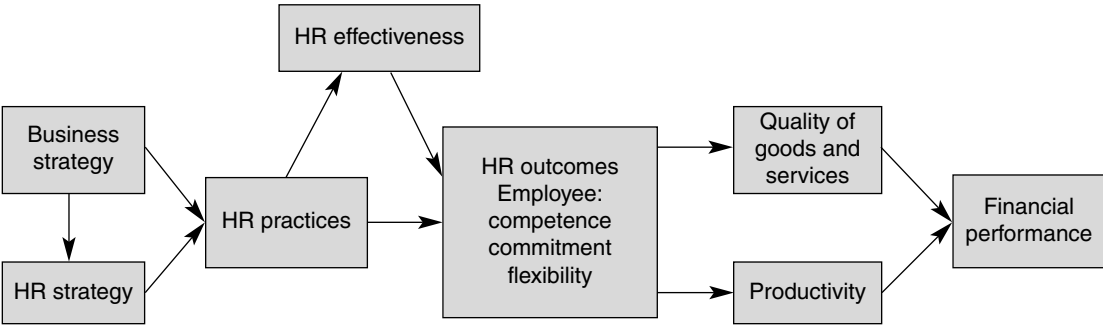 HR effectiveness
Business
strategy
HR strategy
HR practices
HR outcomes
Employee:
competence
commitment
flexibility
Quality of
goods and
services
Productivity
Financial
performance